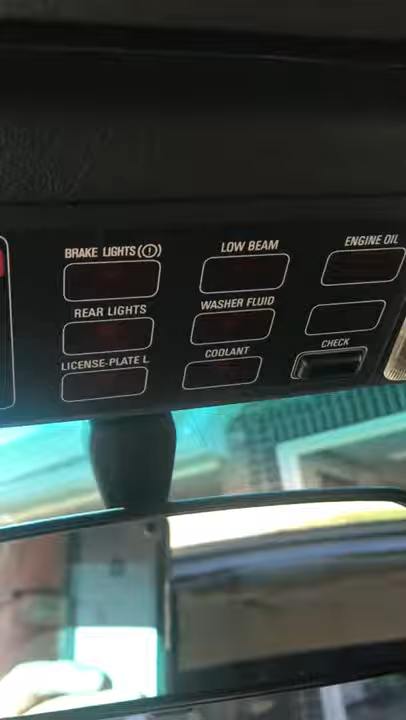 BRAKE LIGHTS (!)
LOW BEAM
ENGINE OIL
REAR LIGHTS
WASHER FLUID
LICENSE-PLATE L
COOLANT
CHECK